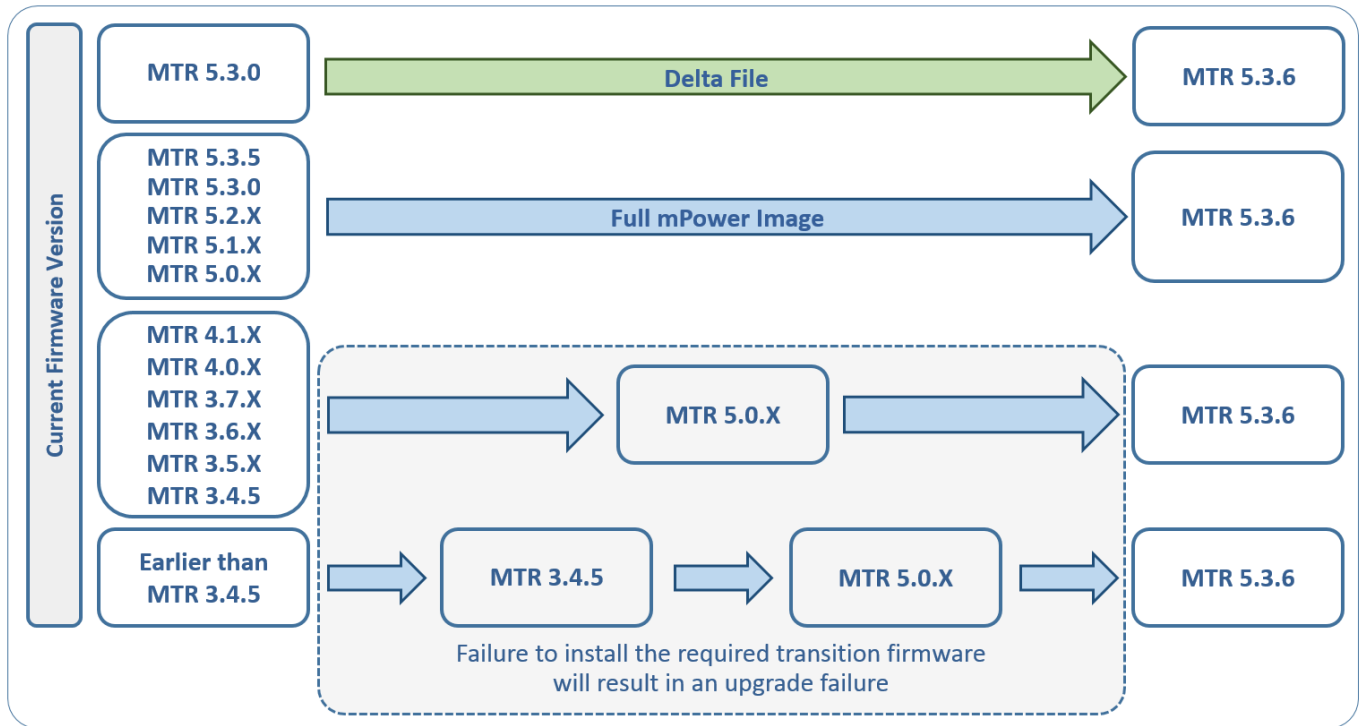 Current Firmware Version
MTR 5.3.0
Delta File
MTR 5.3.6
MTR 5.3.5
MTR 5.3.0
MTR 5.2.X
MTR 5.1.X
MTR 5.0.X
Full mPower Image
MTR 5.3.6
MTR 4.1.X
MTR 4.0.X
MTR 3.7.X
MTR 3.6.X
MTR 3.5.X
MTR 3.4.5
MTR 5.0.X
MTR 5.3.6
Earlier than
MTR 3.4.5
MTR 3.4.5
MTR 5.0.X
MTR 5.3.6
Failure to install the required transition firmware
will result in an upgrade failure